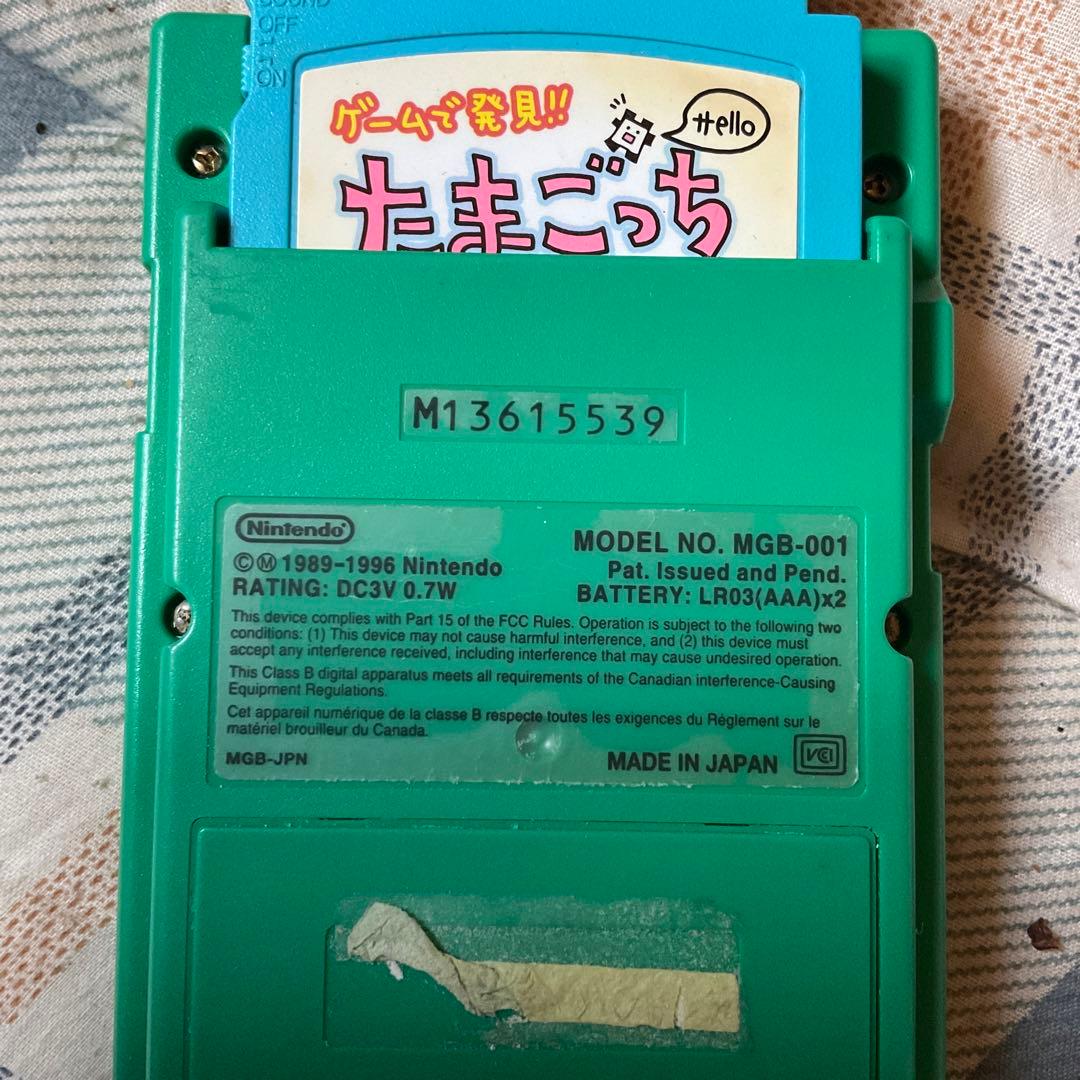 SOUND
OFF
ON
ゲームで発見!!
Hello
たまごっち
M13615539
Nintendo®
©Ⓜ1989-1996 Nintendo
RATING: DC3V 0.7W
MODEL NO. MGB-001
Pat. Issued and Pend.
BATTERY: LR03(AAA)x2
This device complies with Part 15 of the FCC Rules. Operation is subject to the following two
conditions: (1) This device may not cause harmful interference, and (2) this device must
accept any interference received, including interference that may cause undesired operation.
This Class B digital apparatus meets all requirements of the Canadian interference-Causing
Equipment Regulations.
Cet appareil numérique de la classe B respecte toutes les exigences du Règlement sur le
matériel brouilleur du Canada.
MGB-JPN
MADE IN JAPAN
VCI